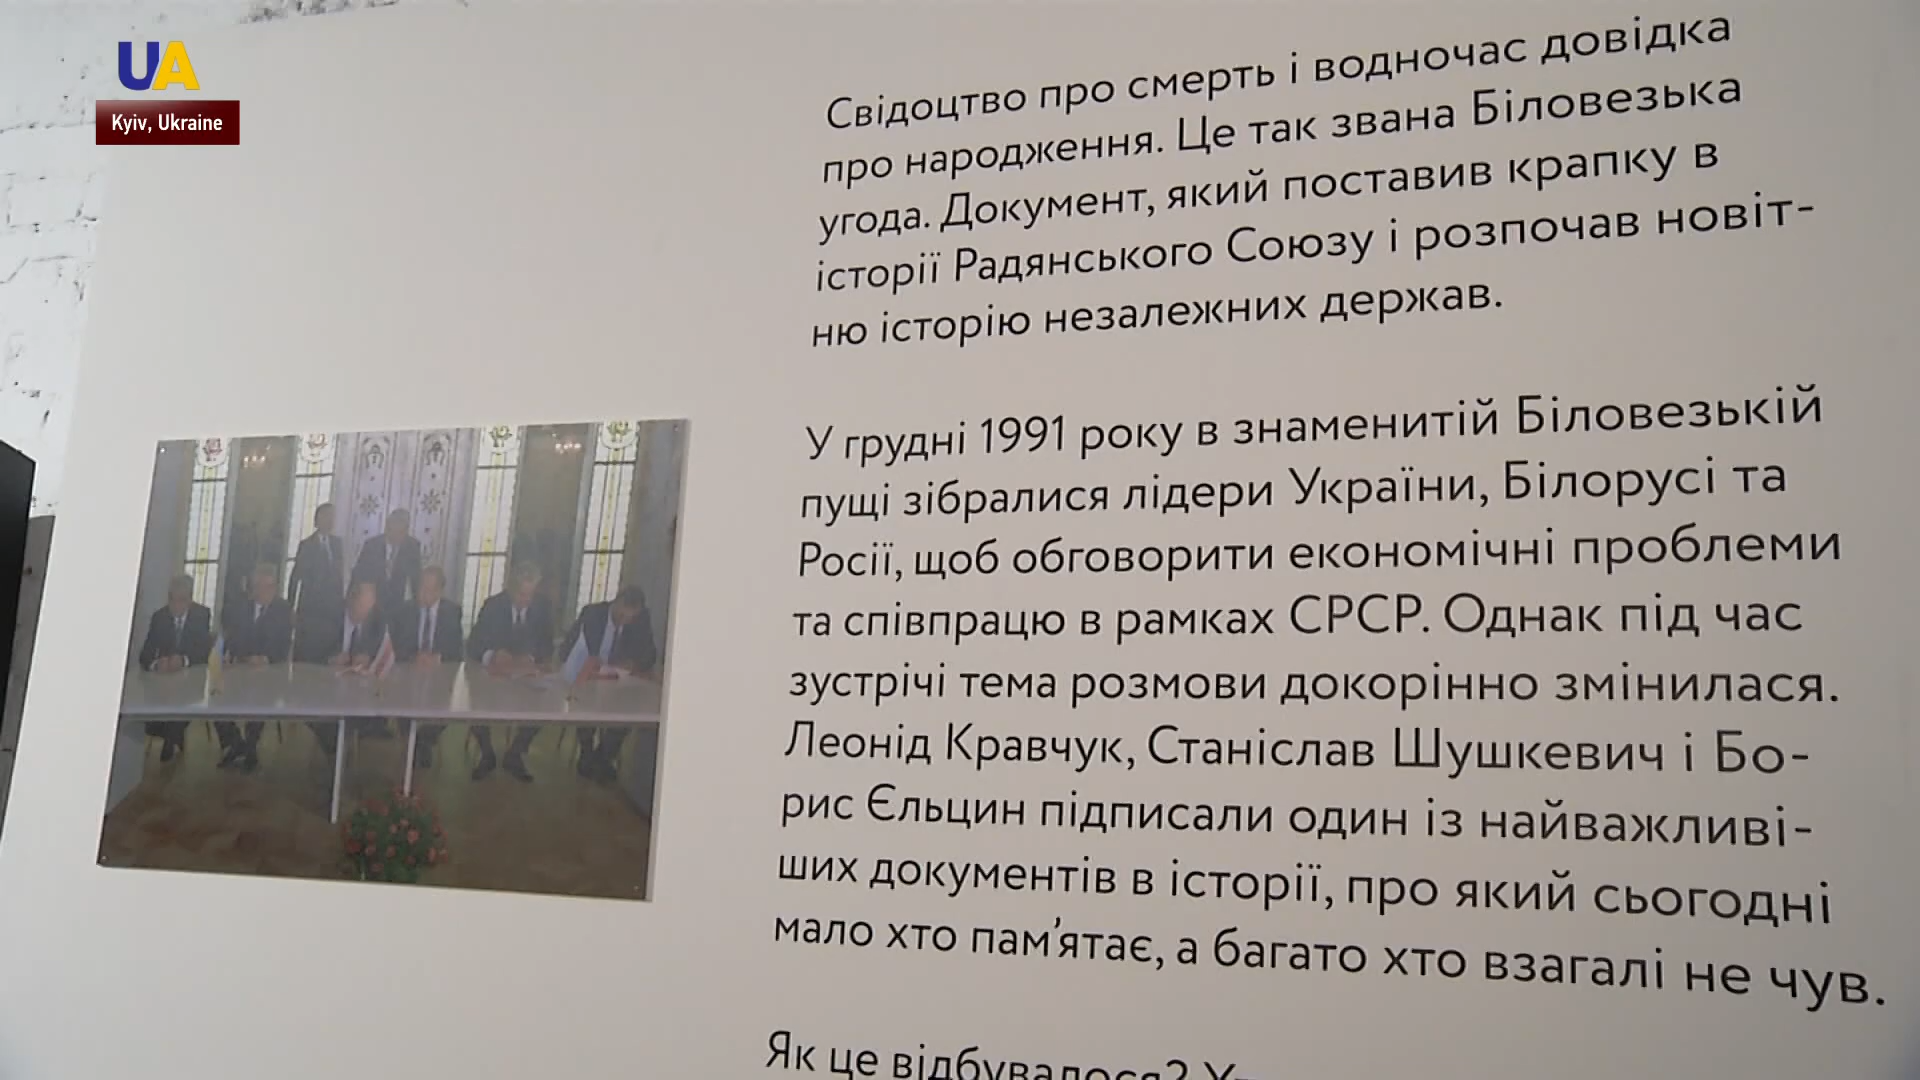 UA
Kyiv, Ukraine
Свідоцтво про смерть і водночас довідка
про народження. Це так звана Біловезька
угода. Документ, який поставив крапку в
історії Радянського Союзу і розпочав новіт-
ню історію незалежних держав.
У грудні 1991 року в знаменитій Біловезькій
пущі зібралися лідери України, Білорусі та
Росії, щоб обговорити економічні проблеми
та співпрацю в рамках СРСР. Однак під час
зустрічі тема розмови докорінно змінилася.
Леонід Кравчук, Станіслав Шушкевич і Бо-
рис Єльцин підписали один із найважливі-
ших документів в історії, про який сьогодні
мало хто пам'ятає, а багато хто взагалі не чув.
Як це відбувалося?